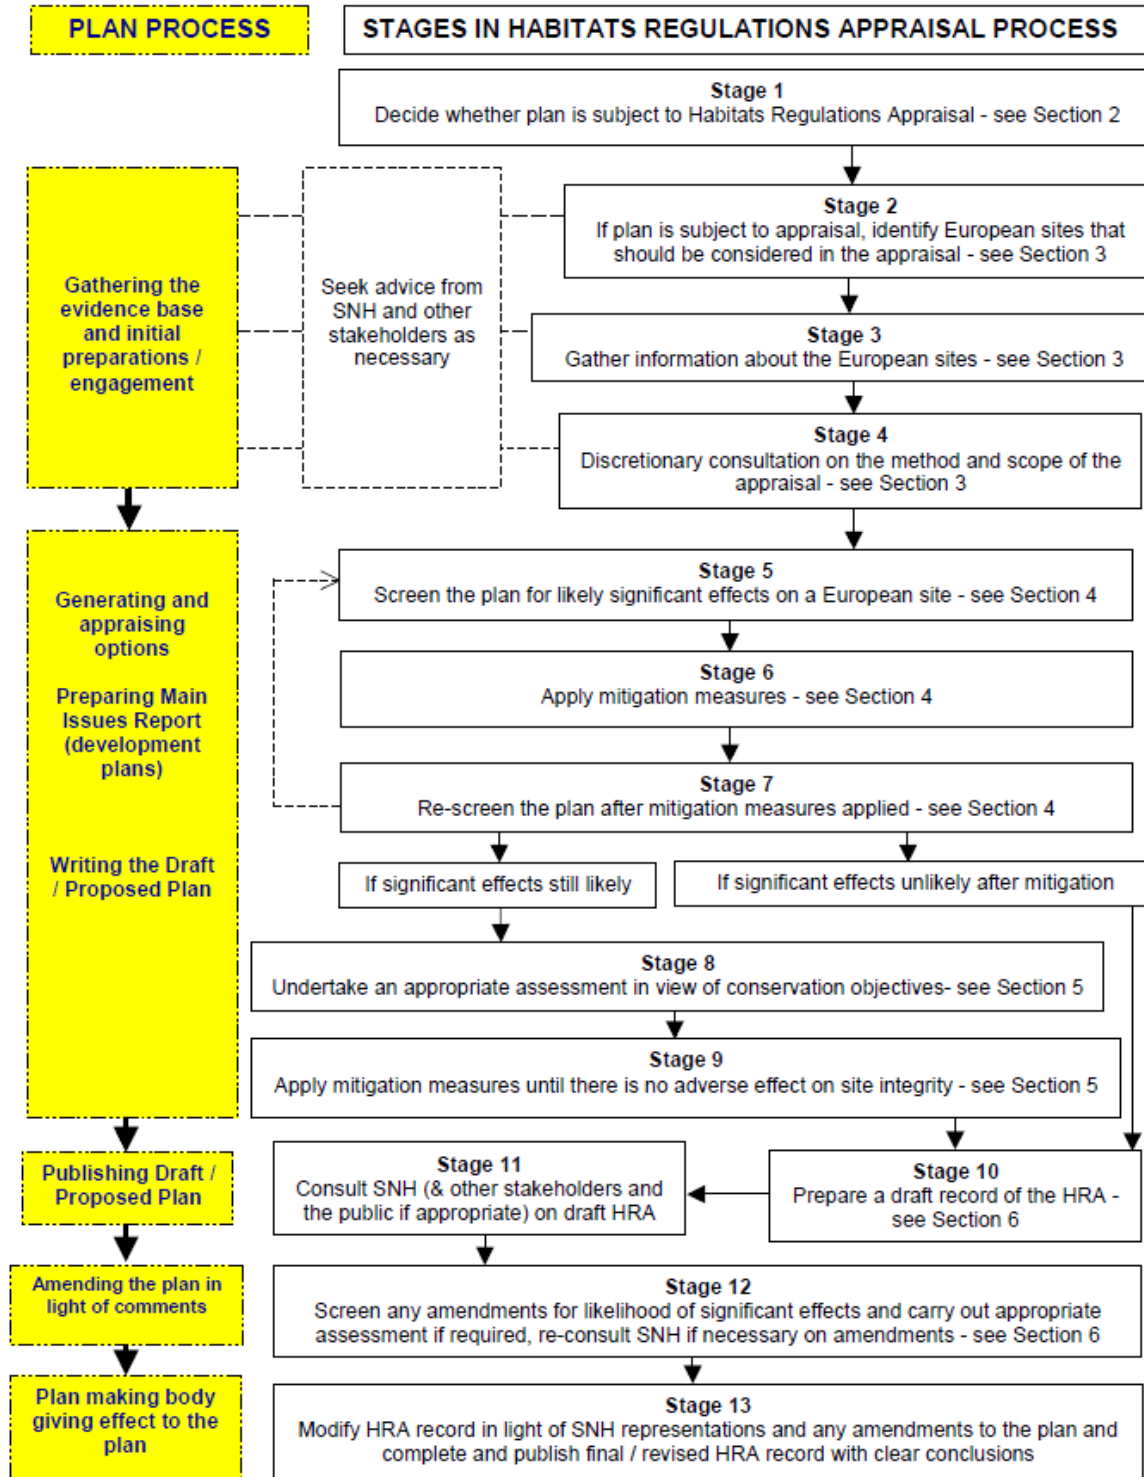 PLAN PROCESS
STAGES IN HABITATS REGULATIONS APPRAISAL PROCESS
Stage 1
Decide whether plan is subject to Habitats Regulations Appraisal - see Section 2
Gathering the
evidence base
and initial
preparations /
engagement
Seek advice from
SNH and other
stakeholders as
necessary
Stage 2
If plan is subject to appraisal, identify European sites that
should be considered in the appraisal - see Section 3
Stage 3
Gather information about the European sites - see Section 3
Stage 4
Discretionary consultation on the method and scope of the
appraisal - see Section 3
Generating and
appraising
options
Preparing Main
Issues Report
(development
plans)
Writing the Draft
/ Proposed Plan
Stage 5
Screen the plan for likely significant effects on a European site - see Section 4
Stage 6
Apply mitigation measures - see Section 4
Stage 7
Re-screen the plan after mitigation measures applied - see Section 4
If significant effects still likely
If significant effects unlikely after mitigation
Stage 8
Undertake an appropriate assessment in view of conservation objectives- see Section 5
Stage 9
Apply mitigation measures until there is no adverse effect on site integrity - see Section 5
Publishing Draft /
Proposed Plan
Stage 10
Prepare a draft record of the HRA -
see Section 6
Stage 11
Consult SNH (& other stakeholders and
the public if appropriate) on draft HRA
Amending the plan in
light of comments
Stage 12
Screen any amendments for likelihood of significant effects and carry out appropriate
assessment if required, re-consult SNH if necessary on amendments - see Section 6
Plan making body
giving effect to the
plan
Stage 13
Modify HRA record in light of SNH representations and any amendments to the plan and
complete and publish final / revised HRA record with clear conclusions